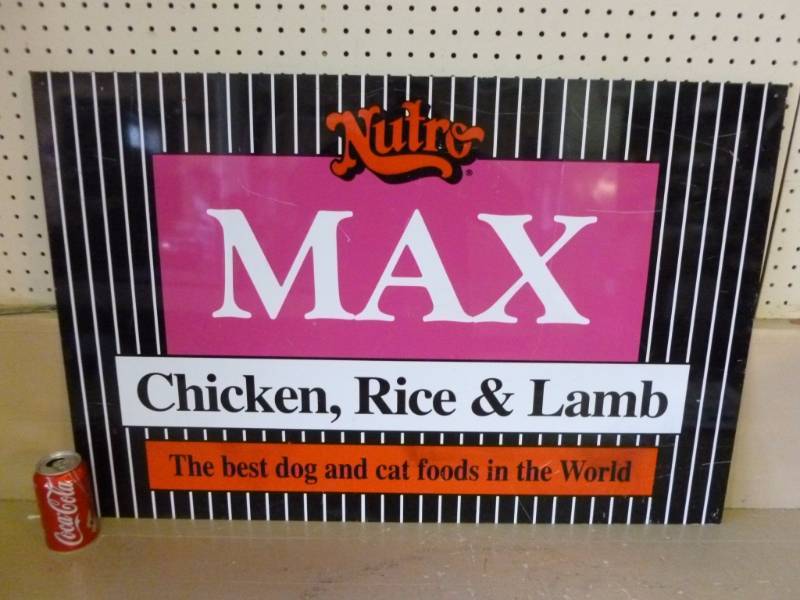 Nutro®
MAX
Chicken, Rice & Lamb
The best dog and cat foods in the World
Coca-Cola